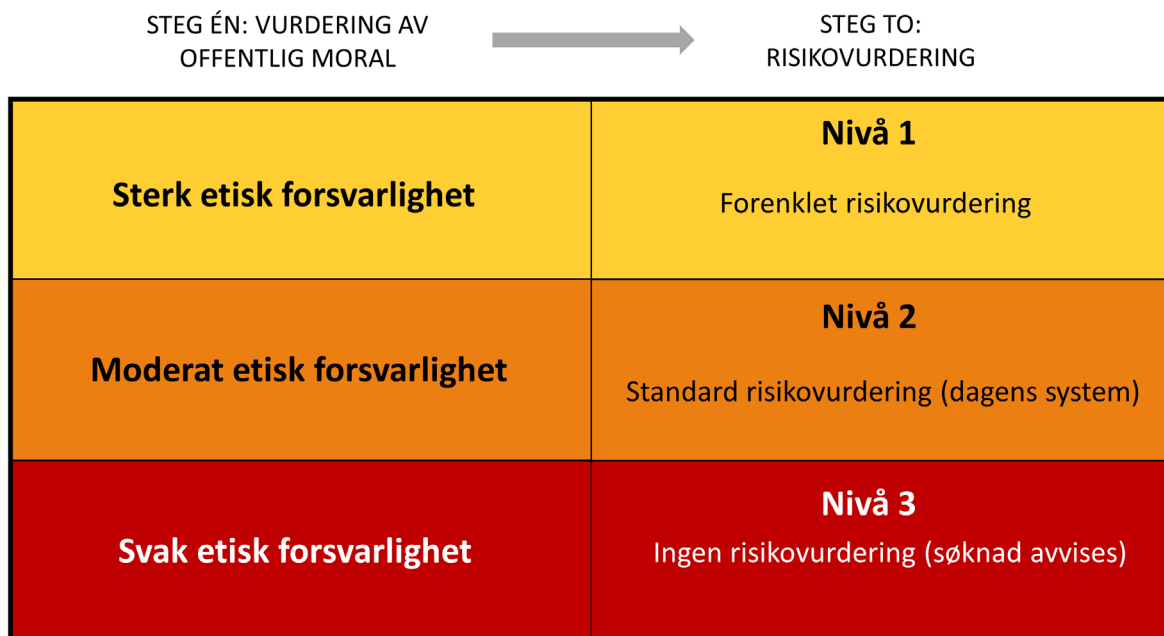 STEG ÉN: VURDERING AV
OFFENTLIG MORAL
STEG TO:
RISIKOVURDERING
Sterk etisk forsvarlighet
Nivå 1
Forenklet risikovurdering
Moderat etisk forsvarlighet
Nivå 2
Standard risikovurdering (dagens system)
Svak etisk forsvarlighet
Nivå 3
Ingen risikovurdering (søknad avvises)